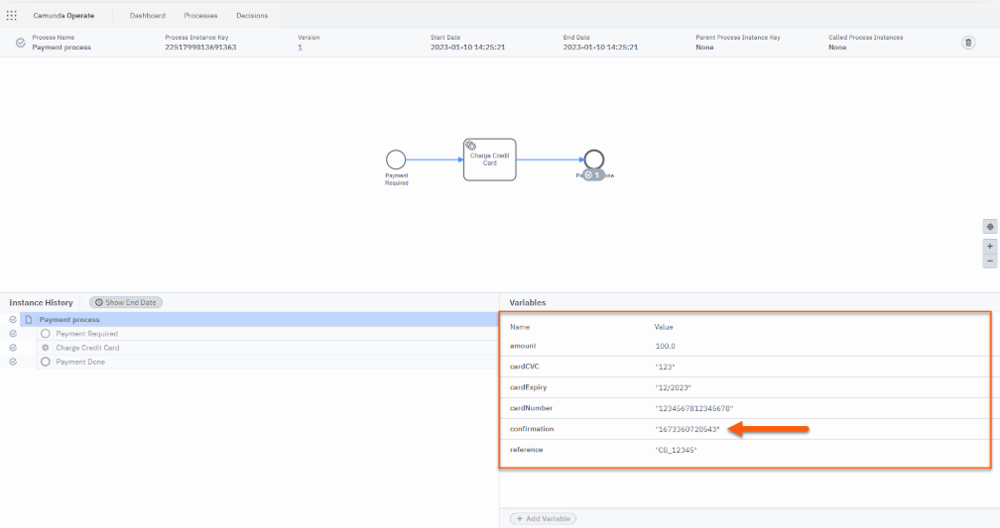 Camunda Operate Dashboard Processes Decisions
Process Name Process Instance Key Version Start Date End Date Parent Process Instance Key Called Process Instances
Payment process 2251799813691363 1 2023-01-10 14:25:21 2023-01-10 14:25:21 None None
Charge Credit
Card
Payment
Required
1
Instance History Show End Date
Payment process
Payment Required
Charge Credit Card
Payment Done
Variables
Name Value
amount 100.0
cardCVC "123"
cardExpiry "12/2023"
cardNumber "1234567812345678"
confirmation "1673360720543"
reference "C8_12345"
+ Add Variable